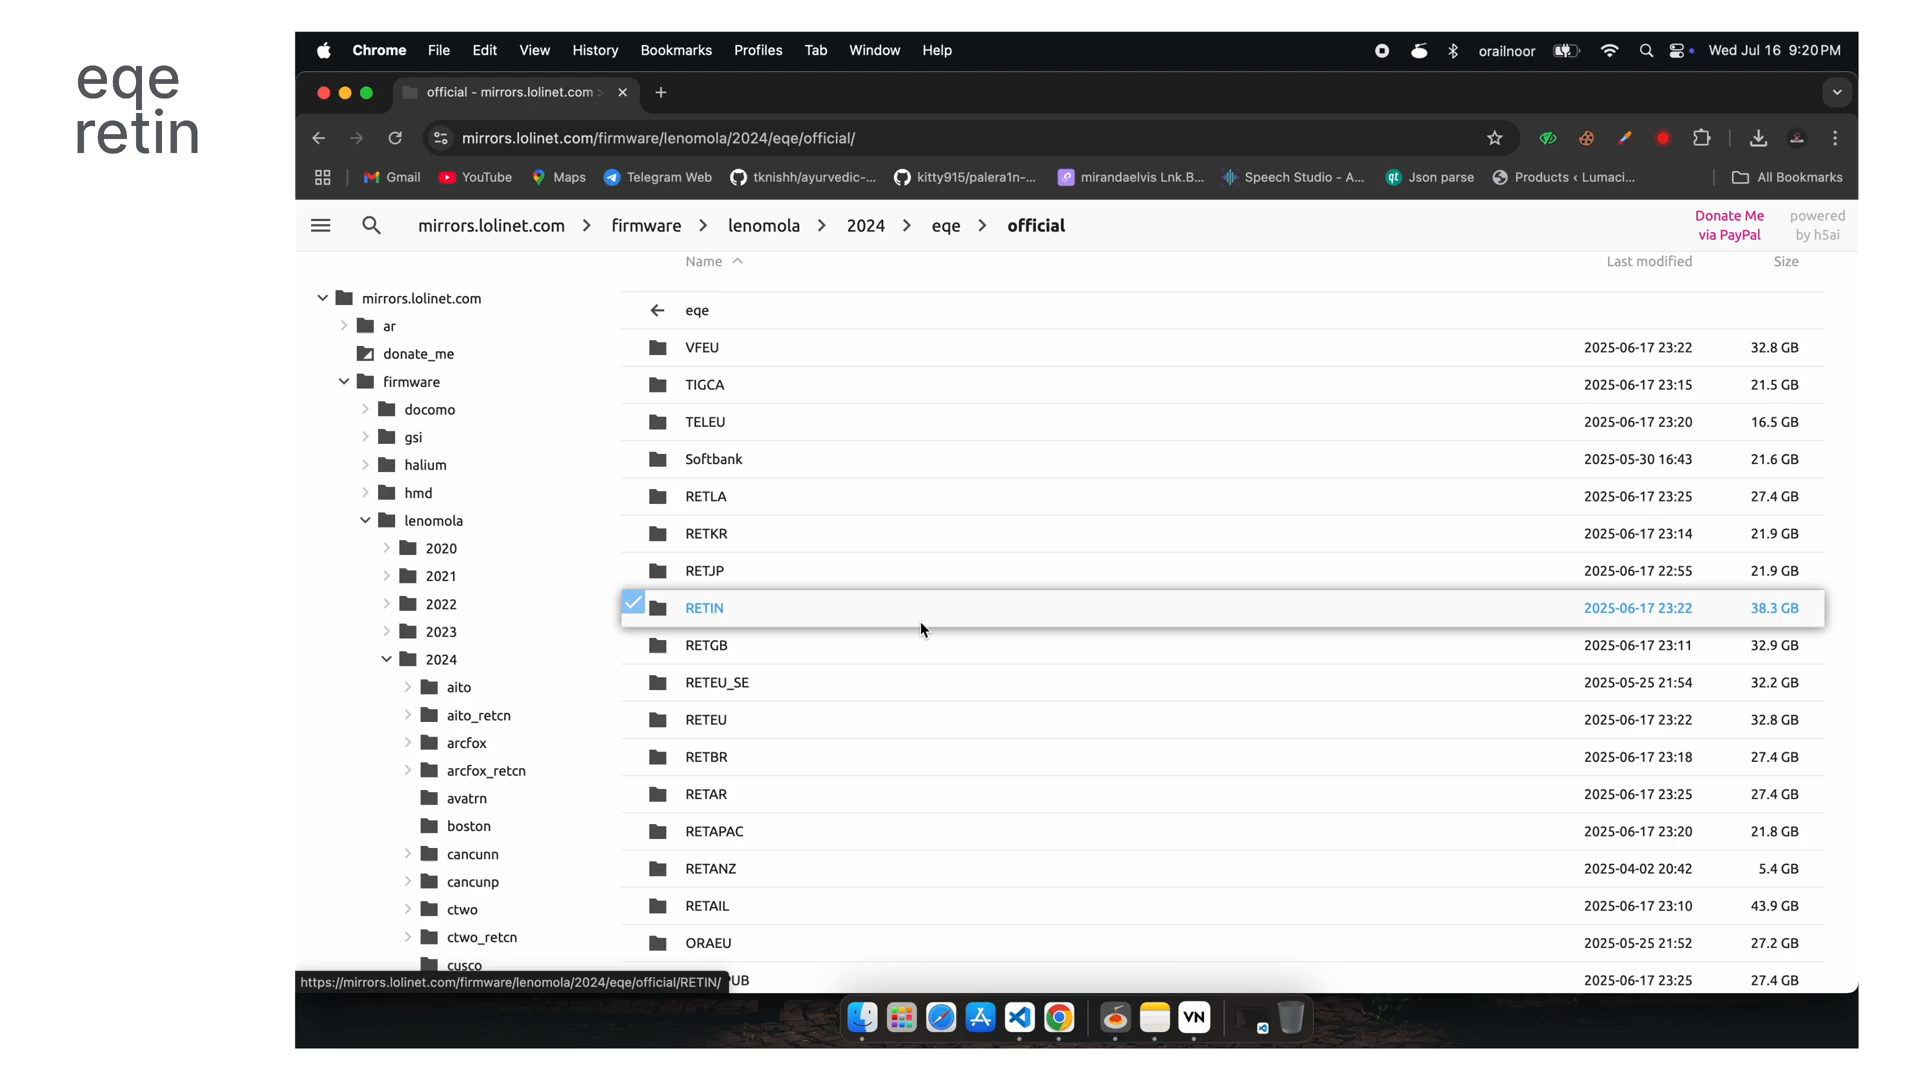 eqe
retin
Chrome File Edit View History Bookmarks Profiles Tab Window Help
orailnoor
Wed Jul 16 9:20 PM
official - mirrors.lolinet.com >
mirrors.lolinet.com/firmware/lenomola/2024/eqe/official/
Gmail YouTube Maps Telegram Web tknishh/ayurvedic-... kitty915/palera1n-... mirandaelvis Lnk.B... Speech Studio - A... Json parse Products < Lumaci... All Bookmarks
mirrors.lolinet.com > firmware > lenomola > 2024 > eqe > official
Donate Me
via PayPal
powered
by h5ai
mirrors.lolinet.com
ar
donate_me
firmware
docomo
gsi
halium
hmd
lenomola
2020
2021
2022
2023
2024
aito
aito_retcn
arcfox
arcfox_retcn
avatrn
boston
cancunn
cancunp
ctwo
ctwo_retcn
cusco
Name Last modified Size
eqe
VFEU 2025-06-17 23:22 32.8 GB
TIGCA 2025-06-17 23:15 21.5 GB
TELEU 2025-06-17 23:20 16.5 GB
Softbank 2025-05-30 16:43 21.6 GB
RETLA 2025-06-17 23:25 27.4 GB
RETKR 2025-06-17 23:14 21.9 GB
RETJP 2025-06-17 22:55 21.9 GB
RETIN 2025-06-17 23:22 38.3 GB
RETGB 2025-06-17 23:11 32.9 GB
RETEU_SE 2025-05-25 21:54 32.2 GB
RETEU 2025-06-17 23:22 32.8 GB
RETBR 2025-06-17 23:18 27.4 GB
RETAR 2025-06-17 23:25 27.4 GB
RETAPAC 2025-06-17 23:20 21.8 GB
RETANZ 2025-04-02 20:42 5.4 GB
RETAIL 2025-06-17 23:10 43.9 GB
ORAEU 2025-05-25 21:52 27.2 GB
PUB 2025-06-17 23:25 27.4 GB
https://mirrors.lolinet.com/firmware/lenomola/2024/eqe/official/RETIN/
VN